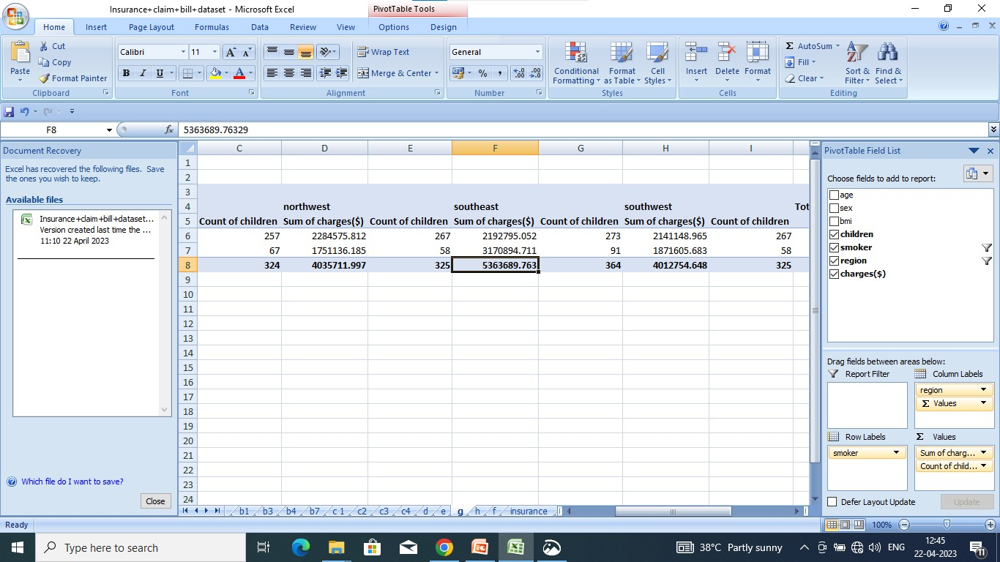 Insurance+claim+bill+dataset - Microsoft Excel
PivotTable Tools
Home Insert Page Layout Formulas Data Review View Options Design
Paste
Cut
Copy
Format Painter
Clipboard
Calibri 11
A A
B I U A
Font
Wrap Text
Merge & Center
Alignment
General
% ,
Number
Conditional Formatting
Format as Table
Cell Styles
Styles
Insert Delete Format
Cells
Σ AutoSum
Fill
Clear
Sort & Filter
Find & Select
Editing
F8 fx 5363689.76329
Document Recovery
Excel has recovered the following files. Save
the ones you wish to keep.
Available files
Insurance+claim+bill+dataset...
Version created last time the ...
11:10 22 April 2023
Which file do I want to save?
Close
C D E F G H I
1
2
3
4 northwest southeast southwest Tot
5 Count of children Sum of charges($) Count of children Sum of charges($) Count of children Sum of charges($) Count of children
6 257 2284575.812 267 2192795.052 273 2141148.965 267
7 67 1751136.185 58 3170894.711 91 1871605.683 58
8 324 4035711.997 325 5363689.763 364 4012754.648 325
9
10
11
12
13
14
15
16
17
18
19
20
21
22
23
24
b1 b3 b4 b7 c 1 c2 c3 c4 d e g h f insurance
PivotTable Field List
Choose fields to add to report:
age
sex
bmi
children
smoker
region
charges($)
Drag fields between areas below:
Report Filter
Column Labels
region
Σ Values
Row Labels
Σ Values
smoker
Sum of charg...
Count of child...
Defer Layout Update Update
Ready 100%
Type here to search
38°C Partly sunny ENG
12:45
22-04-2023
11